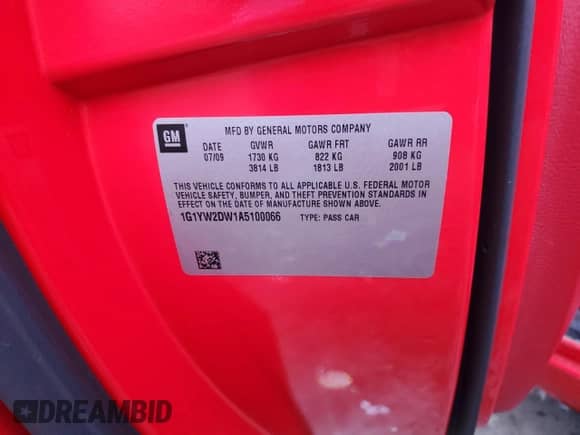 GM
MFD BY GENERAL MOTORS COMPANY
DATE GVWR GAWR FRT GAWR RR
07/09 1730 KG 822 KG 908 KG
3814 LB 1813 LB 2001 LB
THIS VEHICLE CONFORMS TO ALL APPLICABLE U.S. FEDERAL MOTOR
VEHICLE SAFETY, BUMPER, AND THEFT PREVENTION STANDARDS IN
EFFECT ON THE DATE OF MANUFACTURE SHOWN ABOVE.
1G1YW2DW1A5100066 TYPE: PASS CAR
DREAMBID